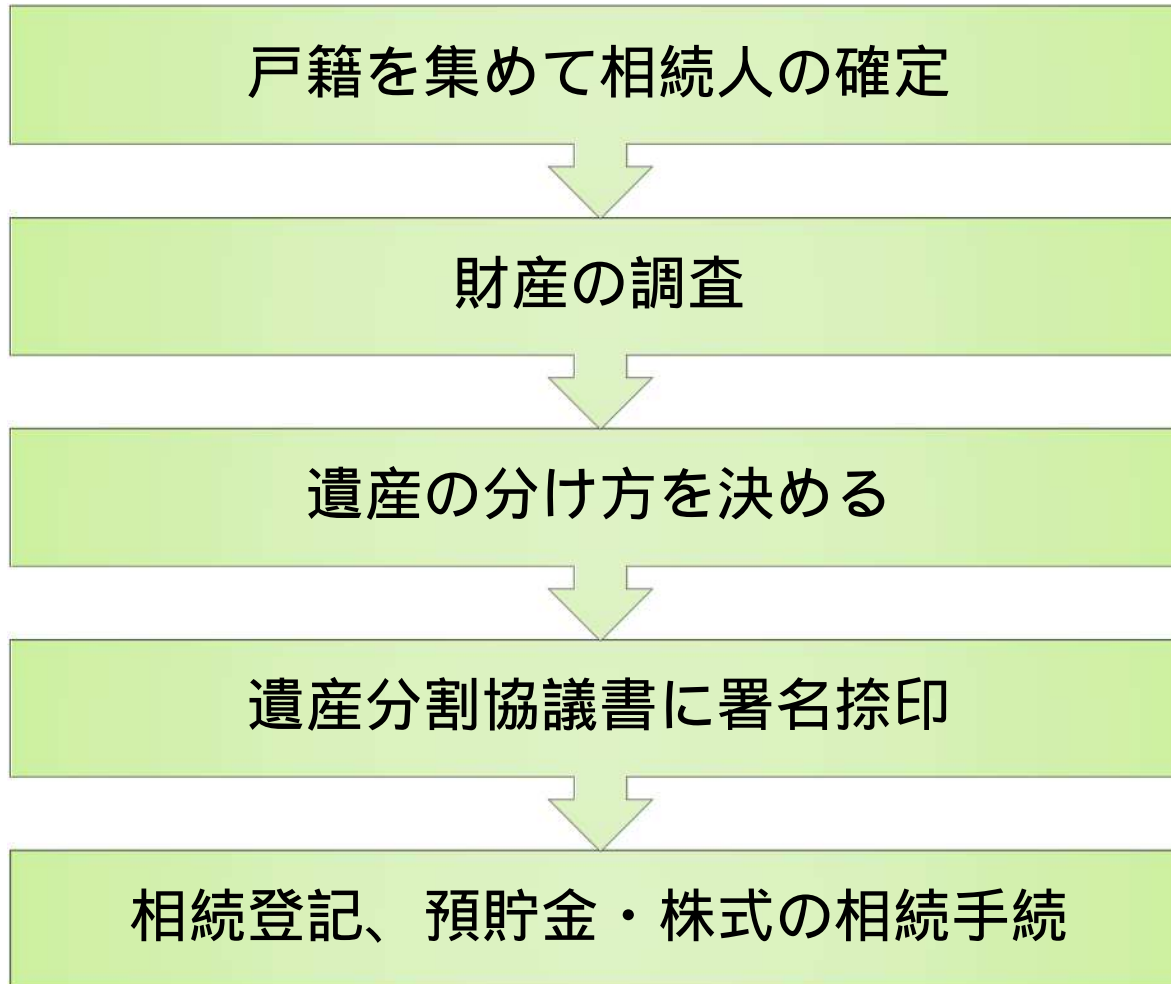 戸籍を集めて相続人の確定
財産の調査
遺産の分け方を決める
遺産分割協議書に署名捺印
相続登記、預貯金・株式の相続手続